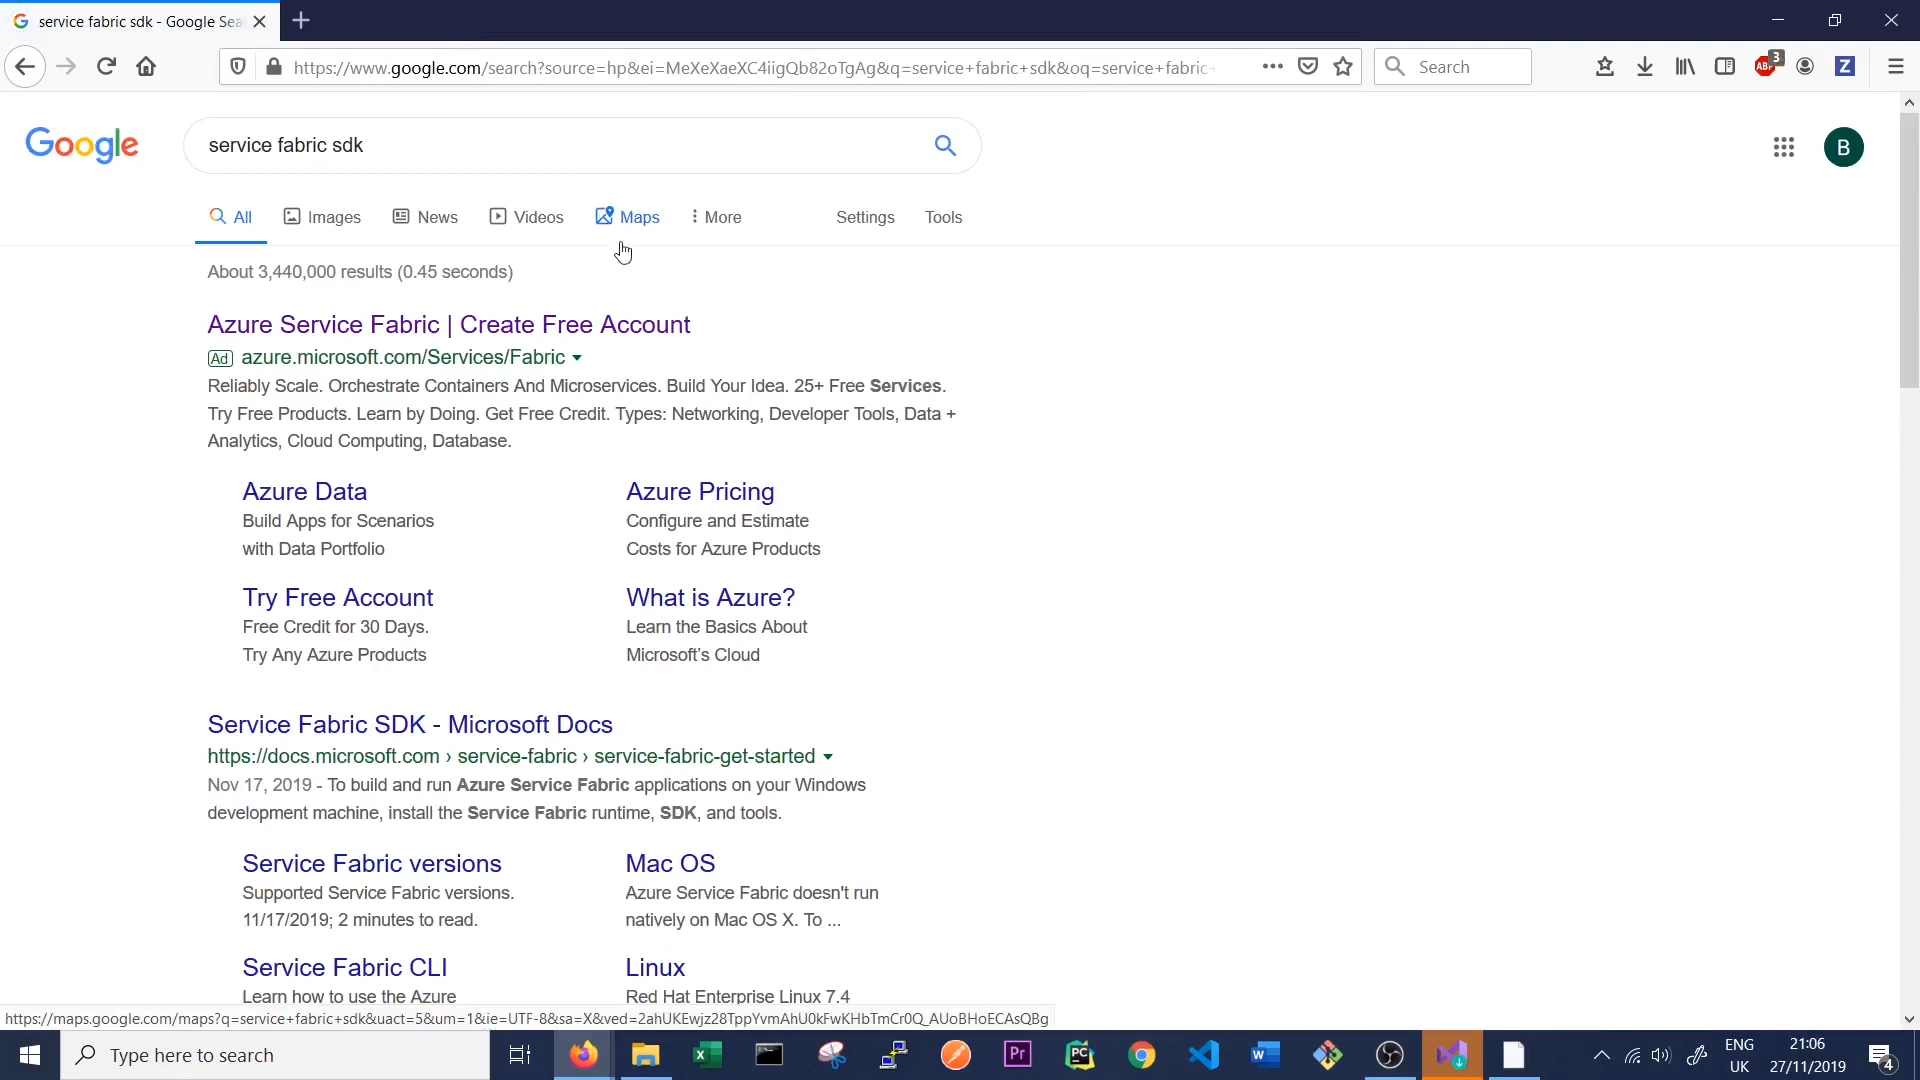 service fabric sdk - Google Sea
https://www.google.com/search?source=hp&ei=MeXeXaeXC4iigQb82oTgAg&q=service+fabric+sdk&oq=service+fabric+
Search
ABP
3
Z
Google
service fabric sdk
B
All
Images
News
Videos
Maps
More
Settings
Tools
About 3,440,000 results (0.45 seconds)
Azure Service Fabric | Create Free Account
Ad azure.microsoft.com/Services/Fabric
Reliably Scale. Orchestrate Containers And Microservices. Build Your Idea. 25+ Free Services.
Try Free Products. Learn by Doing. Get Free Credit. Types: Networking, Developer Tools, Data +
Analytics, Cloud Computing, Database.
Azure Data
Build Apps for Scenarios
with Data Portfolio
Azure Pricing
Configure and Estimate
Costs for Azure Products
Try Free Account
Free Credit for 30 Days.
Try Any Azure Products
What is Azure?
Learn the Basics About
Microsoft's Cloud
Service Fabric SDK - Microsoft Docs
https://docs.microsoft.com › service-fabric › service-fabric-get-started
Nov 17, 2019 - To build and run Azure Service Fabric applications on your Windows
development machine, install the Service Fabric runtime, SDK, and tools.
Service Fabric versions
Supported Service Fabric versions.
11/17/2019; 2 minutes to read.
Mac OS
Azure Service Fabric doesn't run
natively on Mac OS X. To ...
Service Fabric CLI
Learn how to use the Azure
Linux
Red Hat Enterprise Linux 7.4
https://maps.google.com/maps?q=service+fabric+sdk&uact=5&um=1&ie=UTF-8&sa=X&ved=2ahUKEwjz28TppYvmAhU0kFwKHbTmCr0Q_AUoBHoECAsQBg
Type here to search
Pr
PC
ENG
UK
21:06
27/11/2019
4